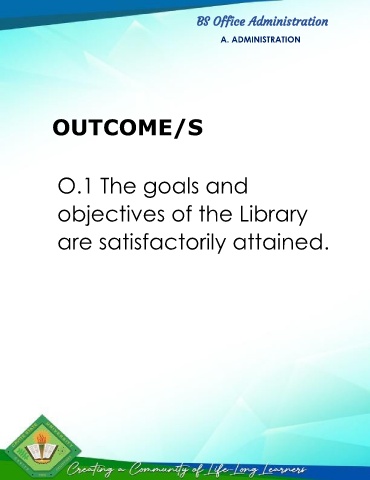 BS Office Administration
A. ADMINISTRATION
OUTCOME/S
O.1 The goals and
objectives of the Library
are satisfactorily attained.
Creating a Community of Life-Long Learners